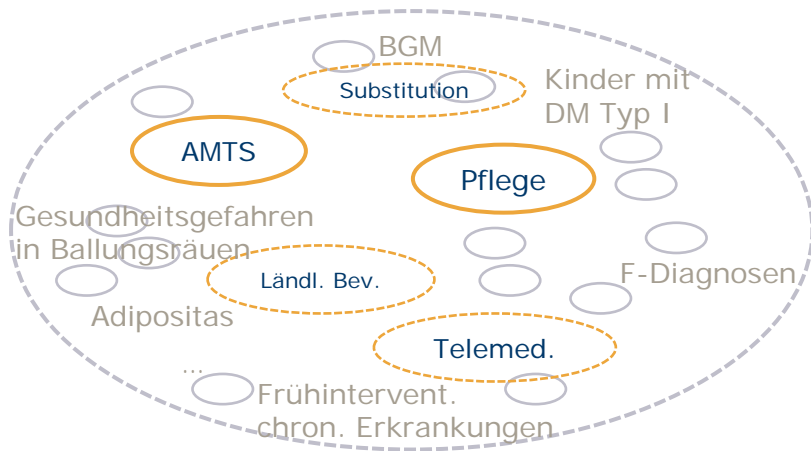 BGM
Substitution
Kinder mit
DM Typ I
AMTS
Pflege
Gesundheitsgefahren
in Ballungsräuen
Ländl. Bev.
F-Diagnosen
Adipositas
Telemed.
...
Frühintervent.
chron. Erkrankungen